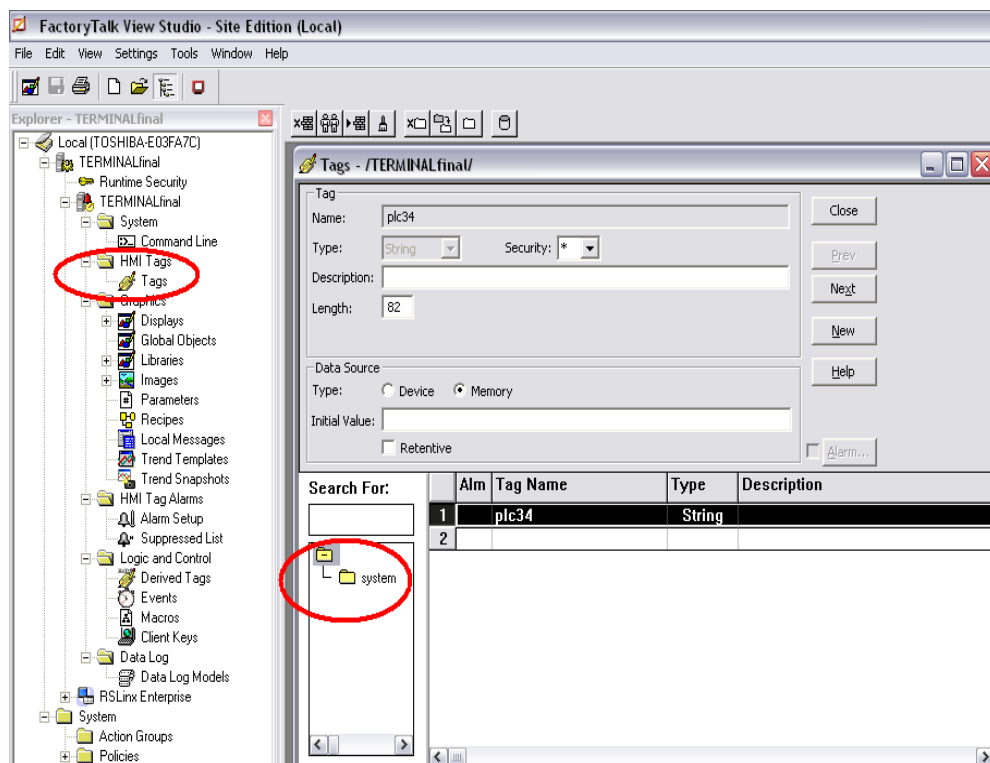 FactoryTalk View Studio - Site Edition (Local)
File Edit View Settings Tools Window Help
Explorer - TERMINALfinal
Local (TOSHIBA-E03FA7C)
TERMINALfinal
Runtime Security
TERMINALfinal
System
Command Line
HMI Tags
Tags
Graphics
Displays
Global Objects
Libraries
Images
Parameters
Recipes
Local Messages
Trend Templates
Trend Snapshots
HMI Tag Alarms
Alarm Setup
Suppressed List
Logic and Control
Derived Tags
Events
Macros
Client Keys
Data Log
Data Log Models
RSLinx Enterprise
System
Action Groups
Policies
Tags - /TERMINALfinal/
Tag
Name: plc34
Type: String Security: *
Description:
Length: 82
Close
Prev
Next
New
Help
Data Source
Type: Device Memory
Initial Value:
Retentive
Alarm...
Search For:
system
Alm Tag Name Type Description
1 plc34 String
2